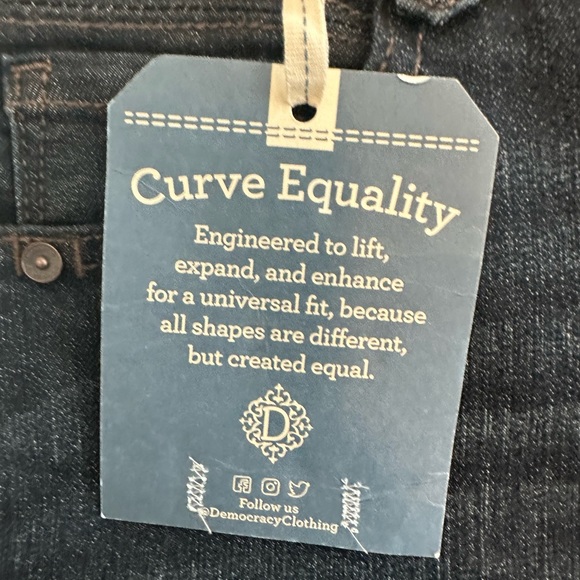 Curve Equality
Engineered to lift,
expand, and enhance
for a universal fit, because
all shapes are different,
but created equal.
D
Follow us
@DemocracyClothing